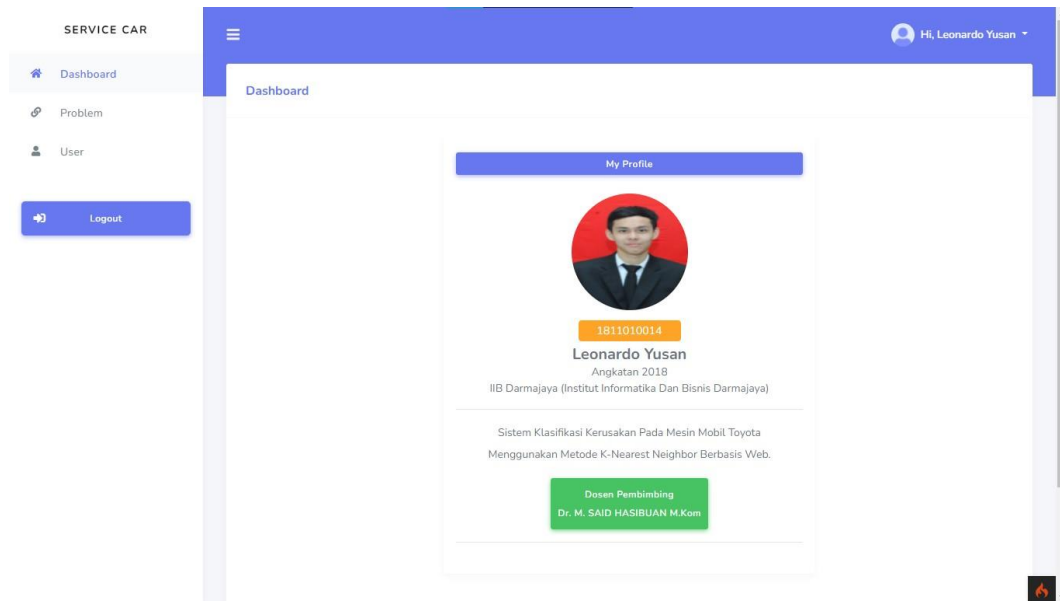 SERVICE CAR
Hi, Leonardo Yusan
Dashboard
Problem
User
Logout
Dashboard
My Profile
1811010014
Leonardo Yusan
Angkatan 2018
IIB Darmajaya (Institut Informatika Dan Bisnis Darmajaya)
Sistem Klasifikasi Kerusakan Pada Mesin Mobil Toyota
Menggunakan Metode K-Nearest Neighbor Berbasis Web.
Dosen Pembimbing
Dr. M. SAID HASIBUAN M.Kom